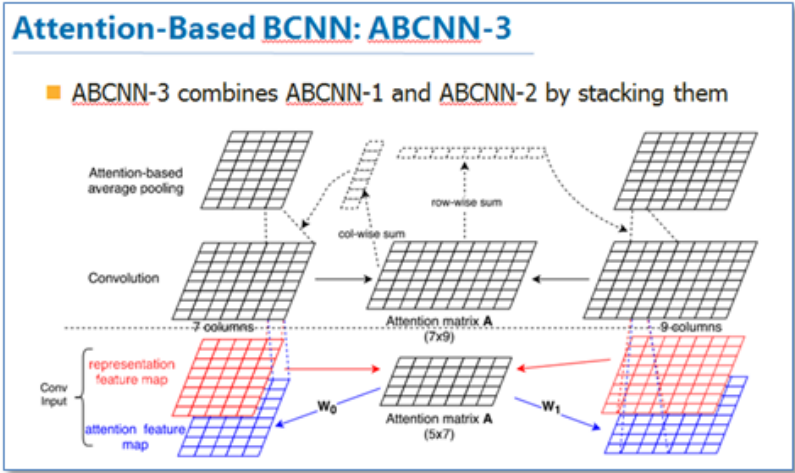 Attention-Based BCNN: ABCNN-3
ABCNN-3 combines ABCNN-1 and ABCNN-2 by stacking them
Attention-based
average pooling
row-wise sum
col-wise sum
Convolution
7 columns
Attention matrix A
(7x9)
9 columns
representation
feature map
Conv
Input
W0
W1
Attention matrix A
(5x7)
attention feature
map